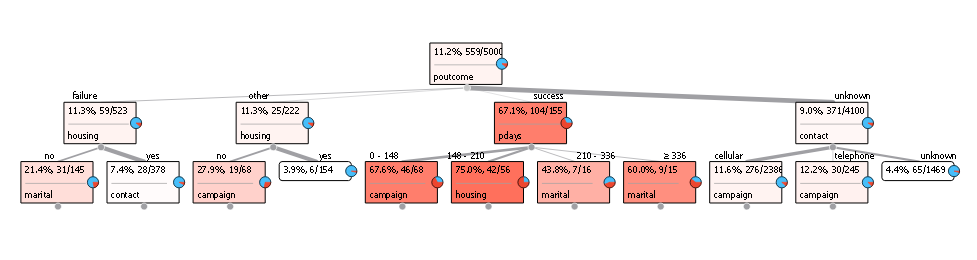 11.2%, 559/5000
poutcome
failure
other
success
unknown
11.3%, 59/523
housing
11.3%, 25/222
housing
67.1%, 104/155
pdays
9.0%, 371/4100
contact
no
yes
no
yes
0 - 148
148 - 210
210 - 336
≥ 336
cellular
telephone
unknown
21.4%, 31/145
marital
7.4%, 28/378
contact
27.9%, 19/68
campaign
3.9%, 6/154
67.6%, 46/68
campaign
75.0%, 42/56
housing
43.8%, 7/16
marital
60.0%, 9/15
marital
11.6%, 276/2386
campaign
12.2%, 30/245
campaign
4.4%, 65/1469